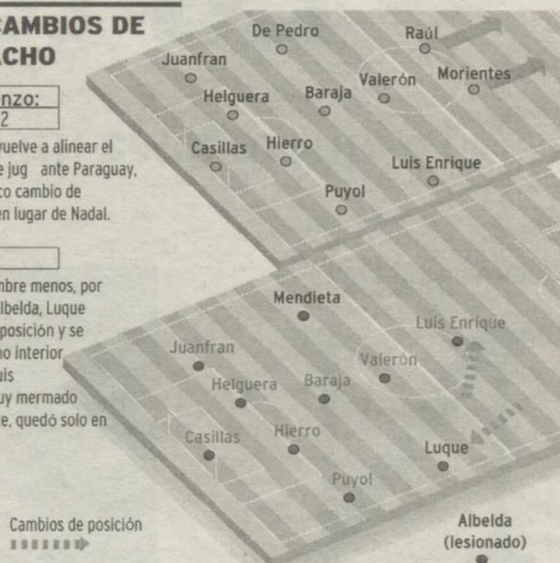 CAMBIOS DE
ACHO
nzo:
2
vuelve a alinear el
e jug ante Paraguay,
co cambio de
en lugar de Nadal.
mbre menos, por
lbelda, Luque
posición y se
no interior
uis
uy mermado
te, quedó solo en
Cambios de posición
De Pedro
Raúl
Juanfran
Morientes
Valerón
Helguera
Baraja
Casillas
Hierro
Luis Enrique
Puyol
Mendieta
Luis Enrique
Juanfran
Valerón
Helguera
Baraja
Casillas
Hierro
Luque
Puyol
Albelda
(lesionado)